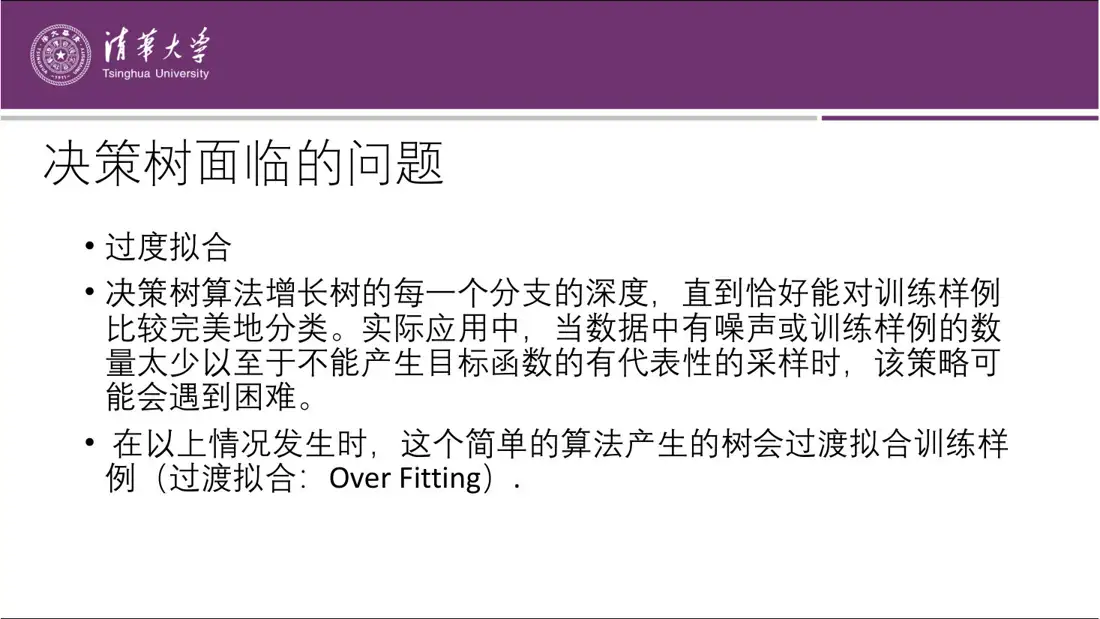 清华大学
Tsinghua University
决策树面临的问题
• 过度拟合
• 决策树算法增长树的每一个分支的深度，直到恰好能对训练样例
比较完美地分类。实际应用中，当数据中有噪声或训练样例的数
量太少以至于不能产生目标函数的有代表性的采样时，该策略可
能会遇到困难。
• 在以上情况发生时，这个简单的算法产生的树会过渡拟合训练样
例（过渡拟合：Over Fitting）.